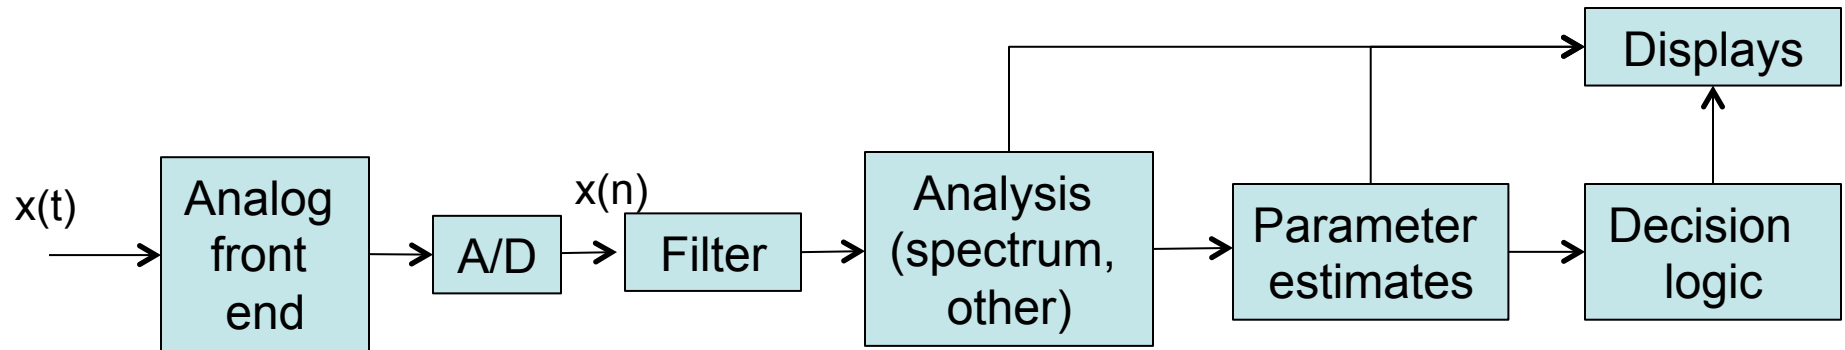 x(t)
Analog
front
end
A/D
x(n)
Filter
Analysis
(spectrum,
other)
Parameter
estimates
Decision
logic
Displays